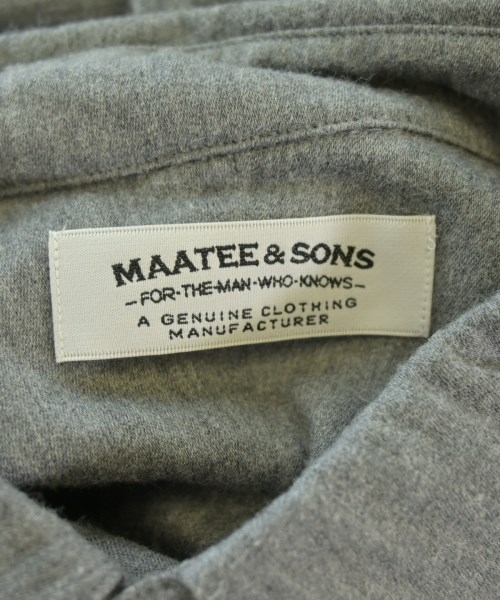 MAATEE & SONS
-FOR-THE-MAN-WHO-KNOWS-
A GENUINE CLOTHING
MANUFACTURER